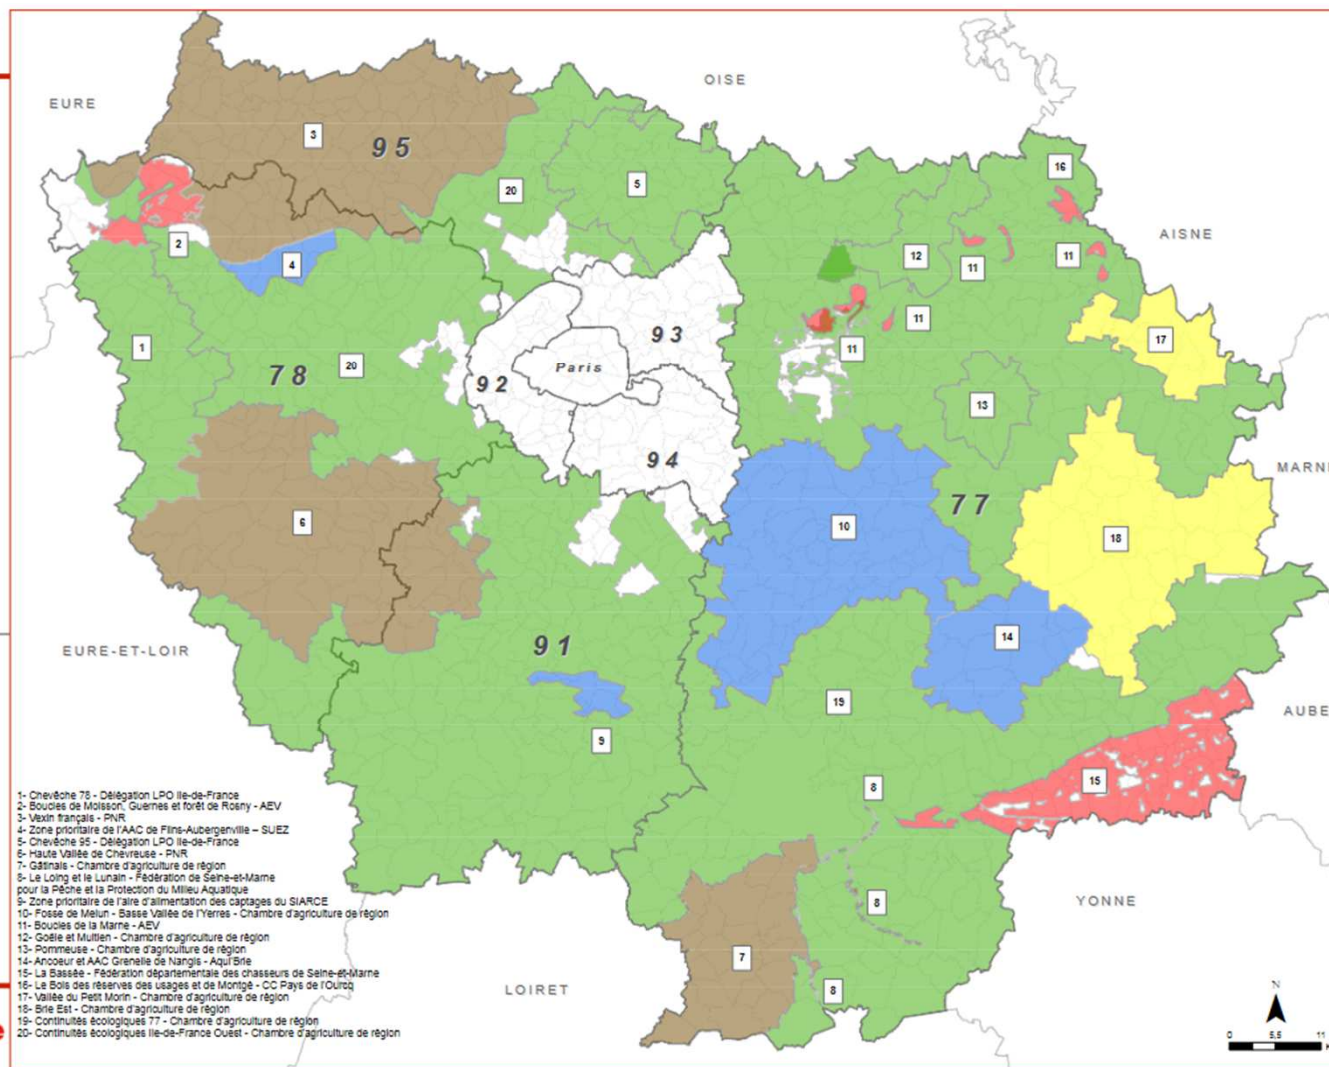 OISE
EURE
3
95
16
5
20
AISNE
2
12
4
11
11
11
17
93
1
11
20
Paris
78
92
13
94
MARN
77
6
10
18
14
91
EURE-ET-LOIR
19
AUBE
9
15
8
1- Chevêche 78 - Délégation LPO Ile-de-France
2- Boucles de Moisson, Guernes et forêt de Rosny - AEV
3- Vexin français - PNR
4- Zone prioritaire de l'AAC de Flins-Aubergenville – SUEZ
5- Chevêche 95 - Délégation LPO Ile-de-France
6- Haute Vallée de Chevreuse - PNR
7- Gâtinais - Chambre d'agriculture de région
8- Le Loing et le Lunain - Fédération de Seine-et-Marne
pour la Pêche et la Protection du Milieu Aquatique
9- Zone prioritaire de l'aire d'alimentation des captages du SIARCE
10- Fosse de Melun - Basse Vallée de l'Yerres - Chambre d'agriculture de région
11- Boucles de la Marne - AEV
12- Goële et Multien - Chambre d'agriculture de région
13- Pommeuse - Chambre d'agriculture de région
14- Ancoeur et AAC Grenelle de Nangis - Aqui'Brie
15- La Bassée - Fédération départementale des chasseurs de Seine-et-Marne
16- Le Bois des réserves des usages et de Montgé - CC Pays de l'Ourcq
17- Vallée du Petit Morin - Chambre d'agriculture de région
18- Brie Est - Chambre d'agriculture de région
19- Continuités écologiques 77 - Chambre d'agriculture de région
20- Continuités écologiques Ile-de-France Ouest - Chambre d'agriculture de région
8
YONNE
7
LOIRET
8
N
0 5,5 11
e